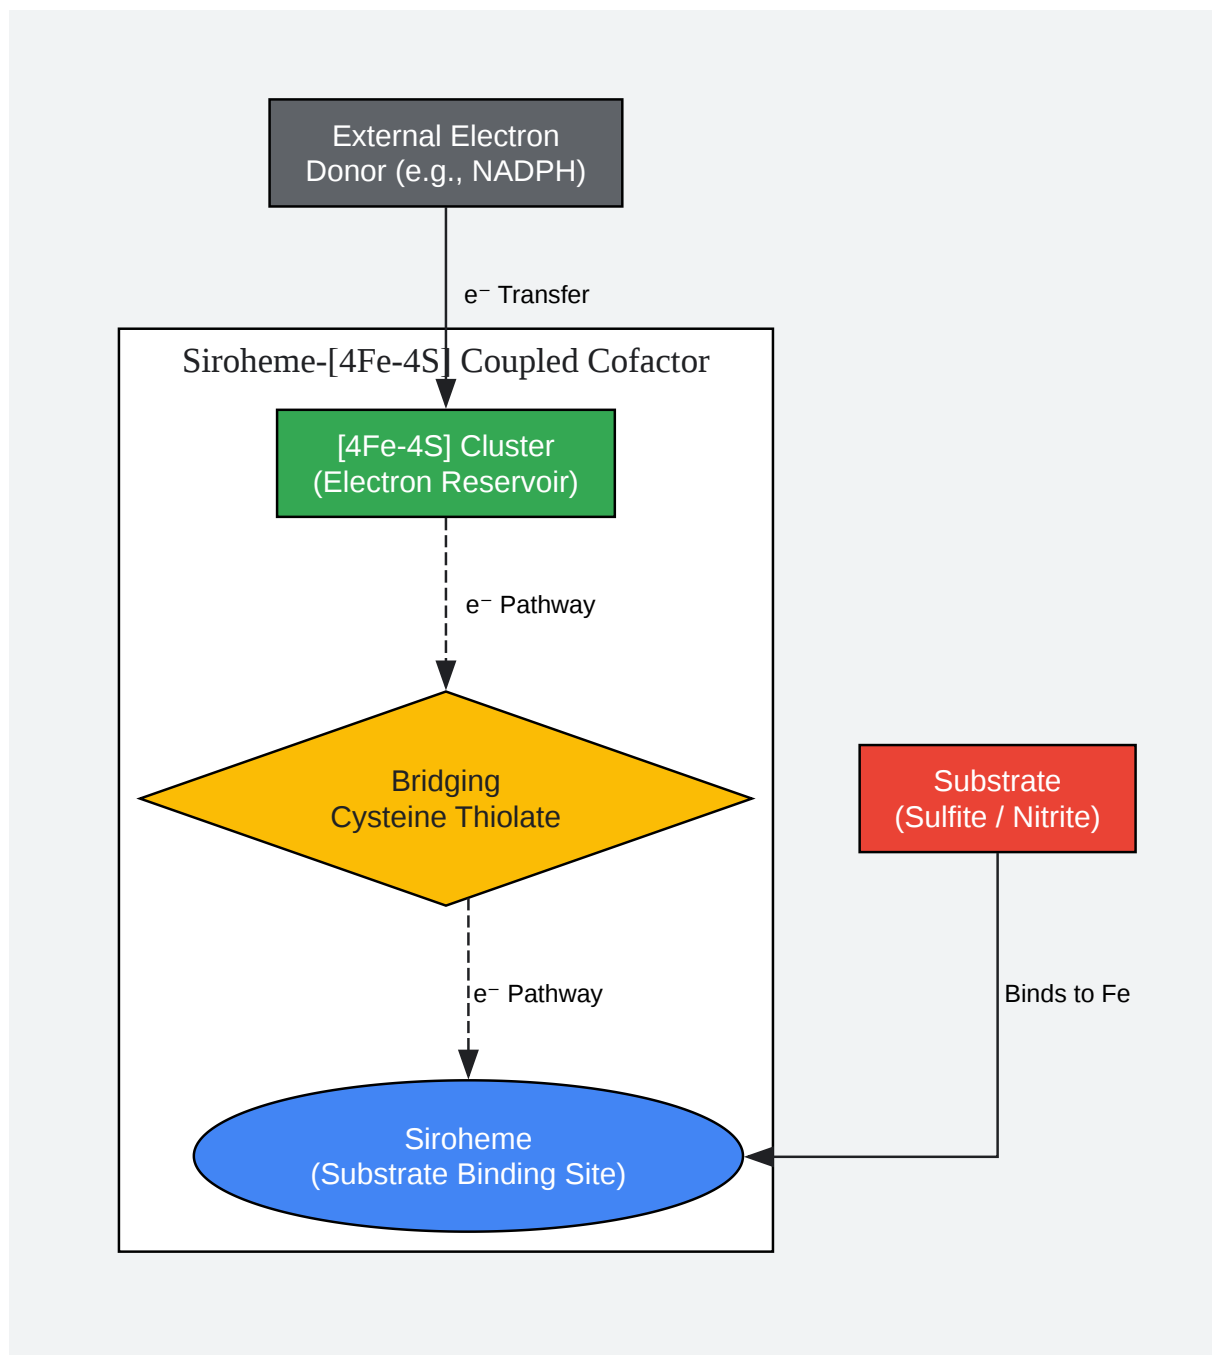 External Electron
Donor (e.g., NADPH)
e⁻ Transfer
Siroheme-[4Fe-4S] Coupled Cofactor
[4Fe-4S] Cluster
(Electron Reservoir)
e⁻ Pathway
Bridging
Cysteine Thiolate
Substrate
(Sulfite / Nitrite)
e⁻ Pathway
Binds to Fe
Siroheme
(Substrate Binding Site)